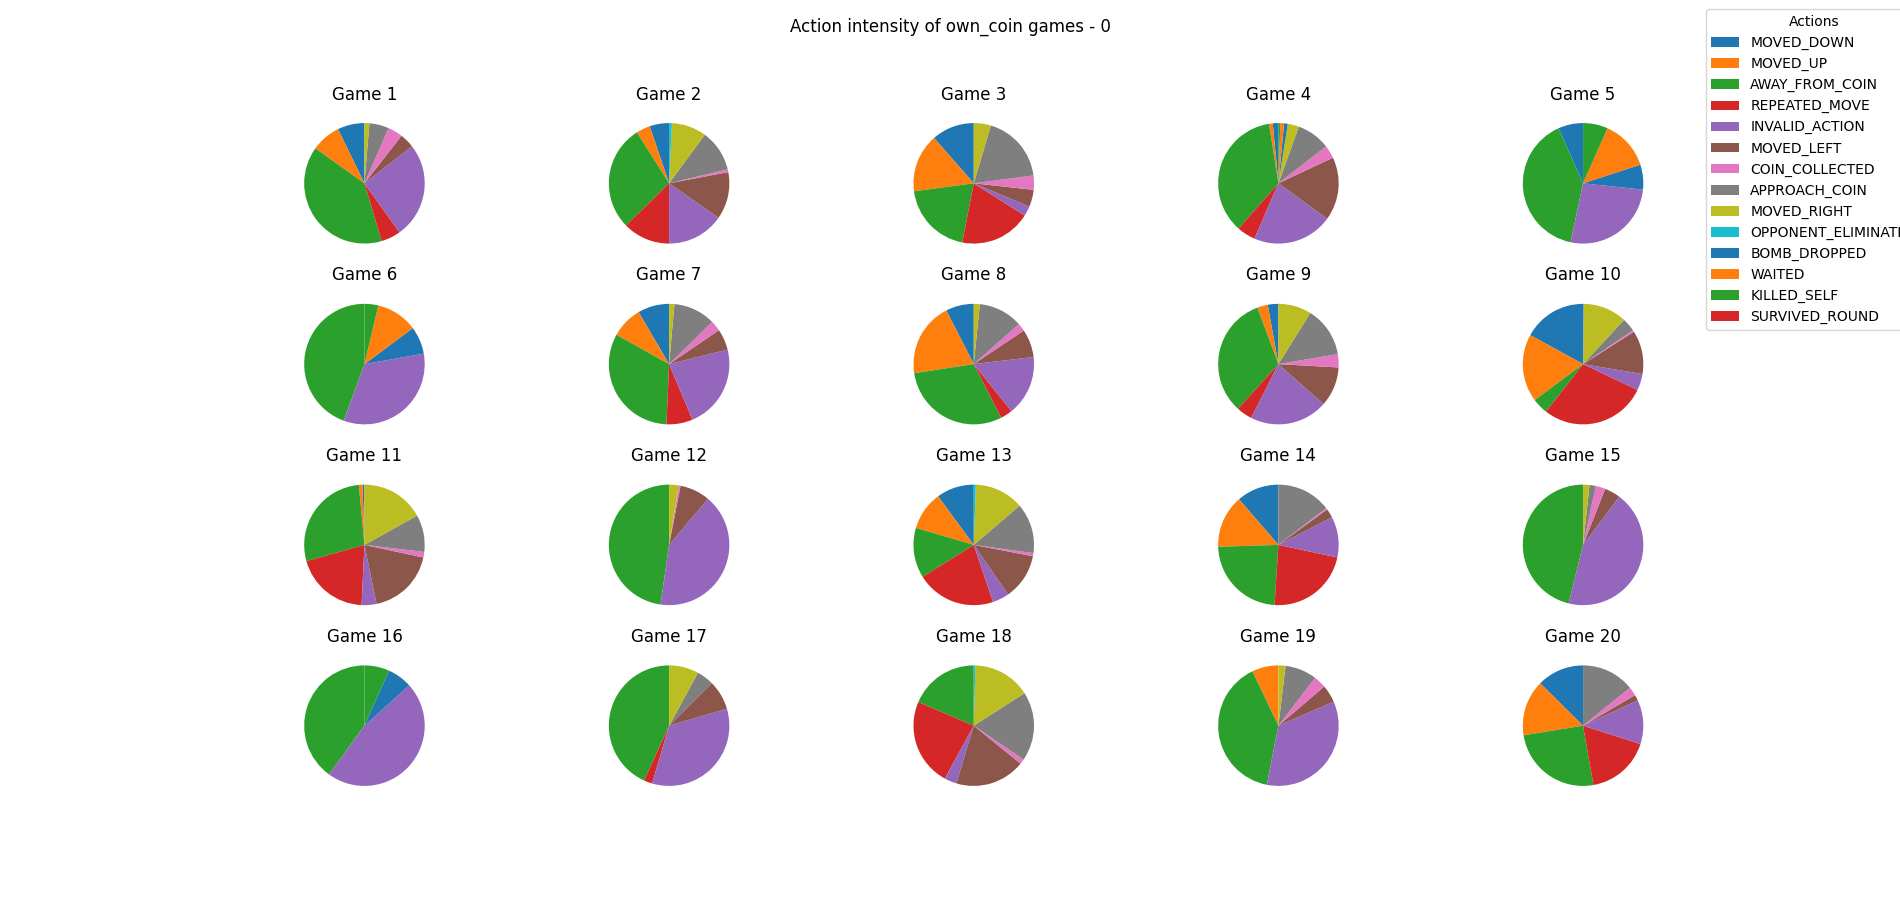 Action intensity of own_coin games - 0
Actions
MOVED_DOWN
MOVED_UP
AWAY_FROM_COIN
REPEATED_MOVE
INVALID_ACTION
MOVED_LEFT
COIN_COLLECTED
APPROACH_COIN
MOVED_RIGHT
OPPONENT_ELIMINAT
BOMB_DROPPED
WAITED
KILLED_SELF
SURVIVED_ROUND
Game 1
Game 2
Game 3
Game 4
Game 5
Game 6
Game 7
Game 8
Game 9
Game 10
Game 11
Game 12
Game 13
Game 14
Game 15
Game 16
Game 17
Game 18
Game 19
Game 20